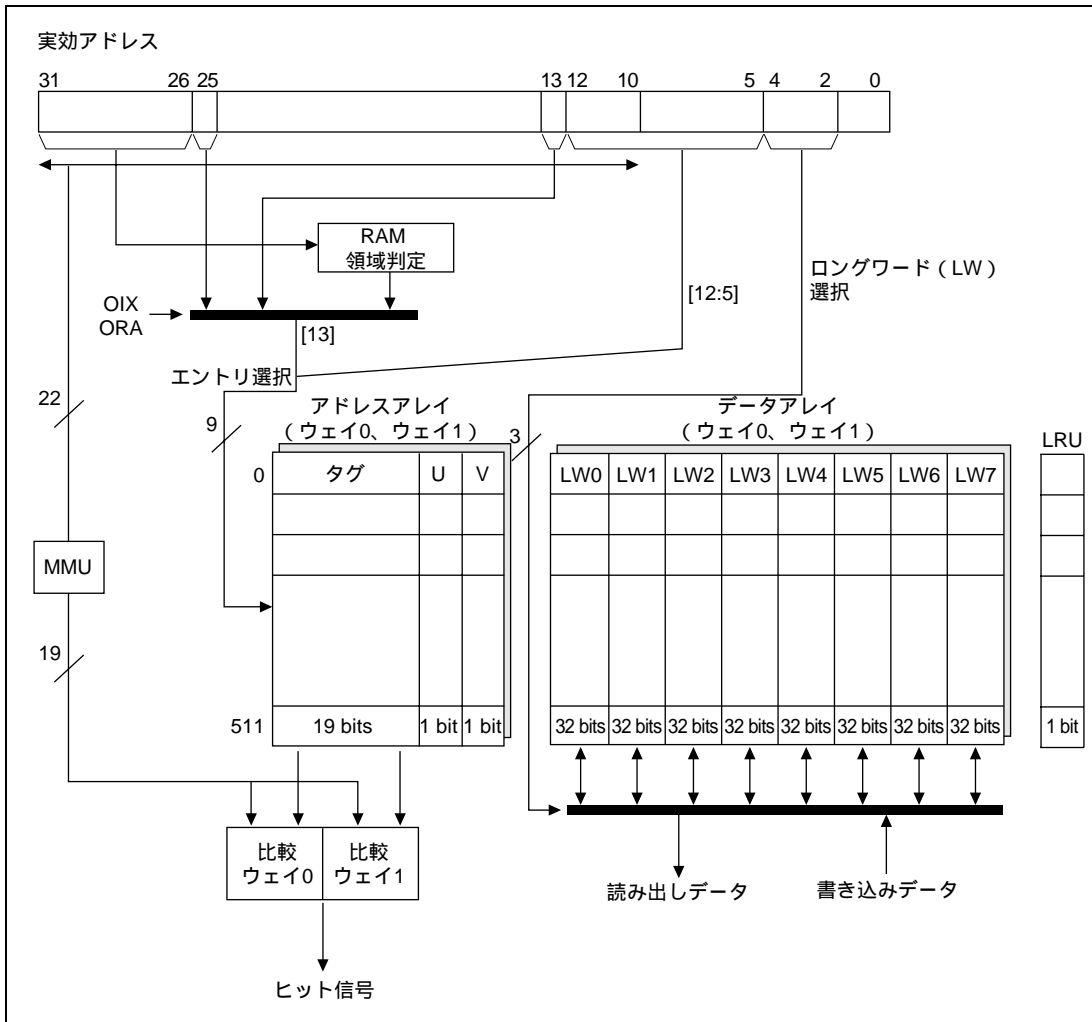 実効アドレス
31 26 25 13 12 10 5 4 2 0
RAM
領域判定
OIX
ORA
[13]
[12:5]
ロングワード（LW）
選択
エントリ選択
22
9
3
アドレスアレイ
（ウェイ0、ウェイ1）
データアレイ
（ウェイ0、ウェイ1）
LRU
0 タグ U V
LW0 LW1 LW2 LW3 LW4 LW5 LW6 LW7
MMU
19
511 19 bits 1 bit 1 bit
32 bits 32 bits 32 bits 32 bits 32 bits 32 bits 32 bits 32 bits
1 bit
比較
ウェイ0
比較
ウェイ1
読み出しデータ
書き込みデータ
ヒット信号